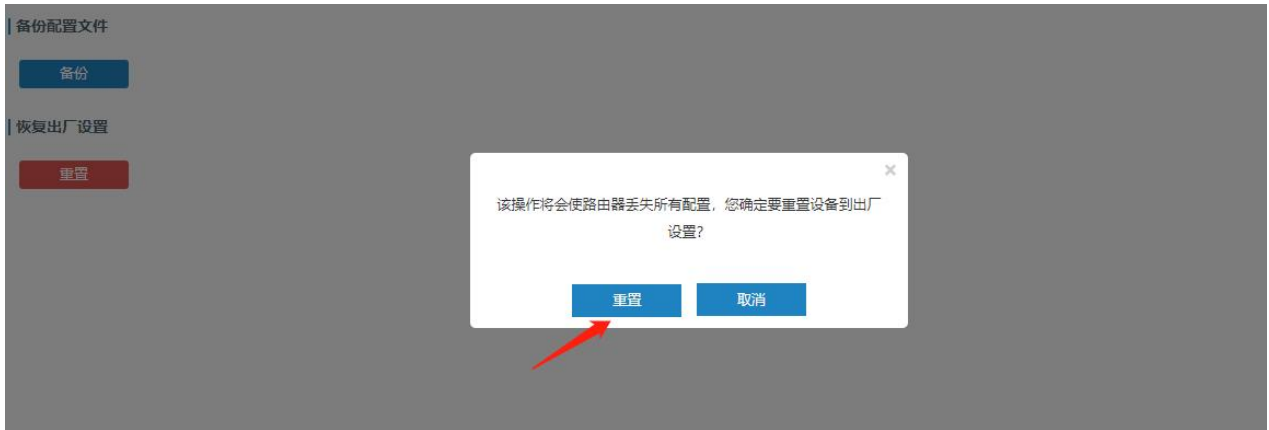 备份配置文件
备份
恢复出厂设置
重置
×
该操作将会使路由器丢失所有配置，您确定要重置设备到出厂
设置?
重置 取消